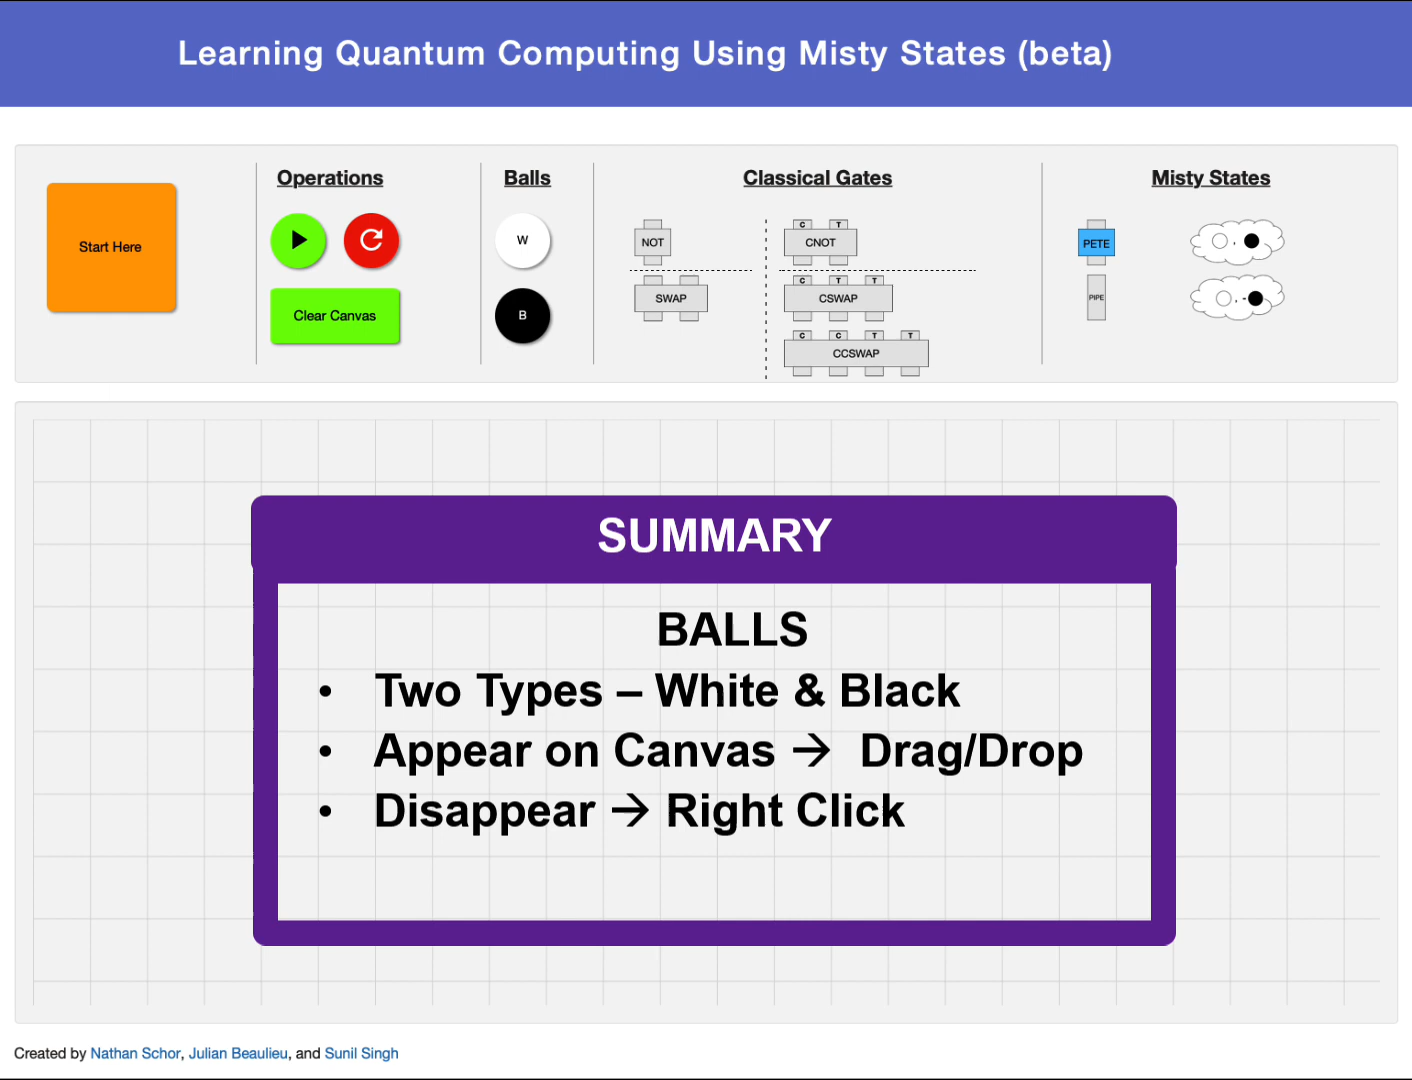 Learning Quantum Computing Using Misty States (beta)
Start Here
Operations
Clear Canvas
Balls
W
B
Classical Gates
NOT
SWAP
C T
CNOT
C T T
CSWAP
C C T T
CCSWAP
Misty States
PETE
PIPE
SUMMARY
BALLS
• Two Types – White & Black
• Appear on Canvas → Drag/Drop
• Disappear → Right Click
Created by Nathan Schor, Julian Beaulieu, and Sunil Singh